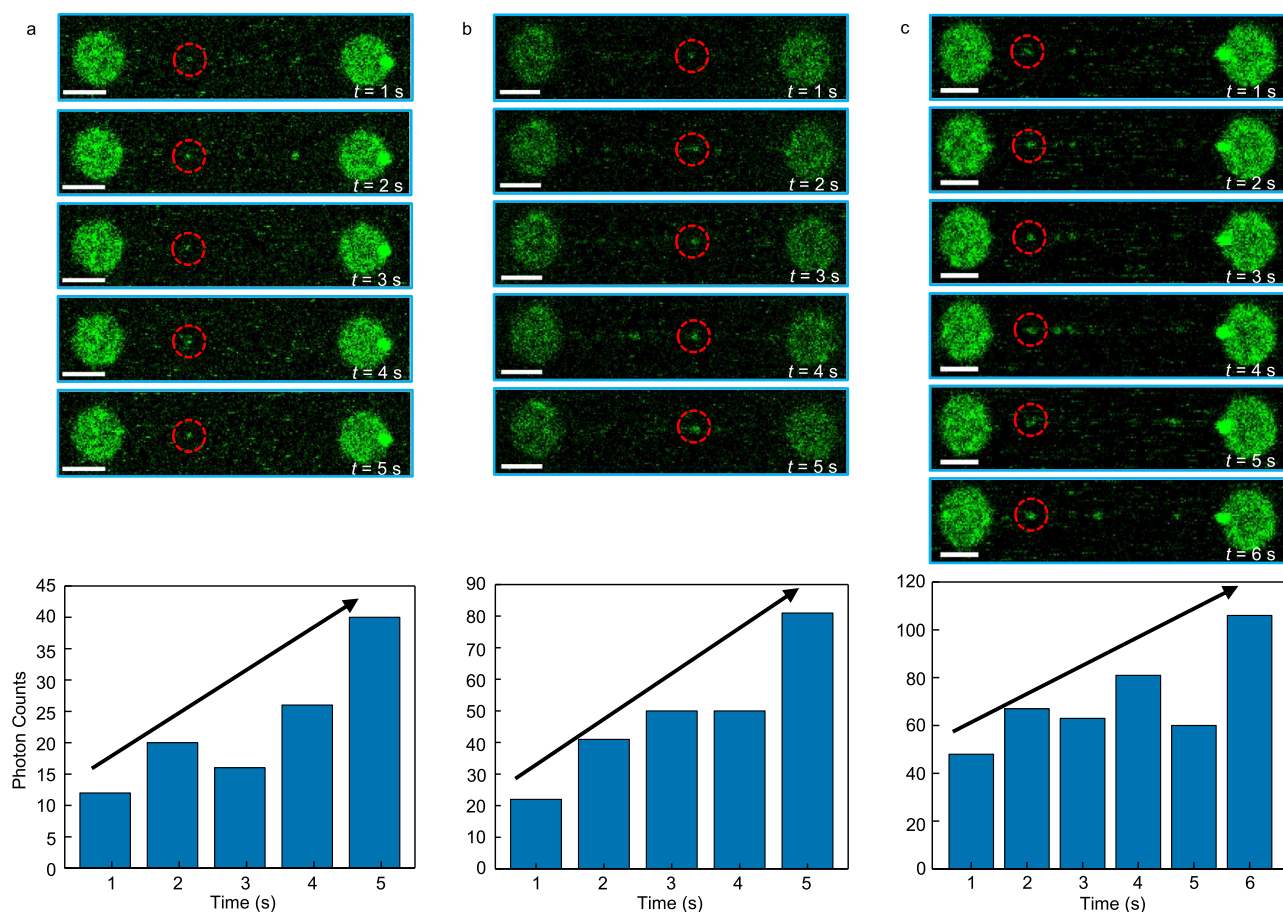 a
t = 1 s
t = 2 s
t = 3 s
t = 4 s
t = 5 s
b
t = 1 s
t = 2 s
t = 3 s
t = 4 s
t = 5 s
c
t = 1 s
t = 2 s
t = 3 s
t = 4 s
t = 5 s
t = 6 s
Photon Counts
45
40
35
30
25
20
15
10
5
0
1 2 3 4 5
Time (s)
90
80
70
60
50
40
30
20
10
0
1 2 3 4 5
Time (s)
120
100
80
60
40
20
0
1 2 3 4 5 6
Time (s)